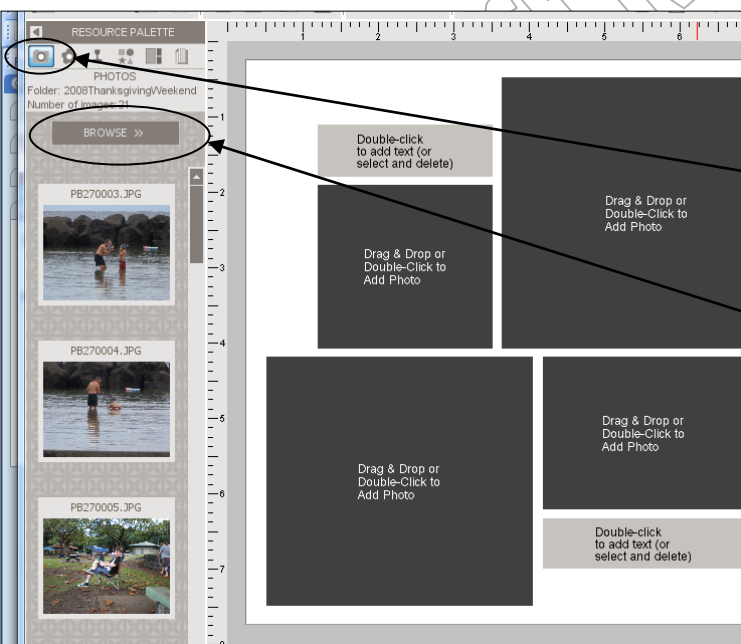 RESOURCE PALETTE
PHOTOS
Folder: 2008ThanksgivingWeekend
Number of images:21
BROWSE »
PB270003.JPG
PB270004.JPG
PB270005.JPG
1
2
3
4
5
6
1
2
3
4
5
6
7
8
Double-click
to add text (or
select and delete)
Drag & Drop or
Double-Click to
Add Photo
Drag & Drop or
Double-Click to
Add Photo
Drag & Drop or
Double-Click to
Add Photo
Drag & Drop or
Double-Click to
Add Photo
Double-click
to add text (or
select and delete)